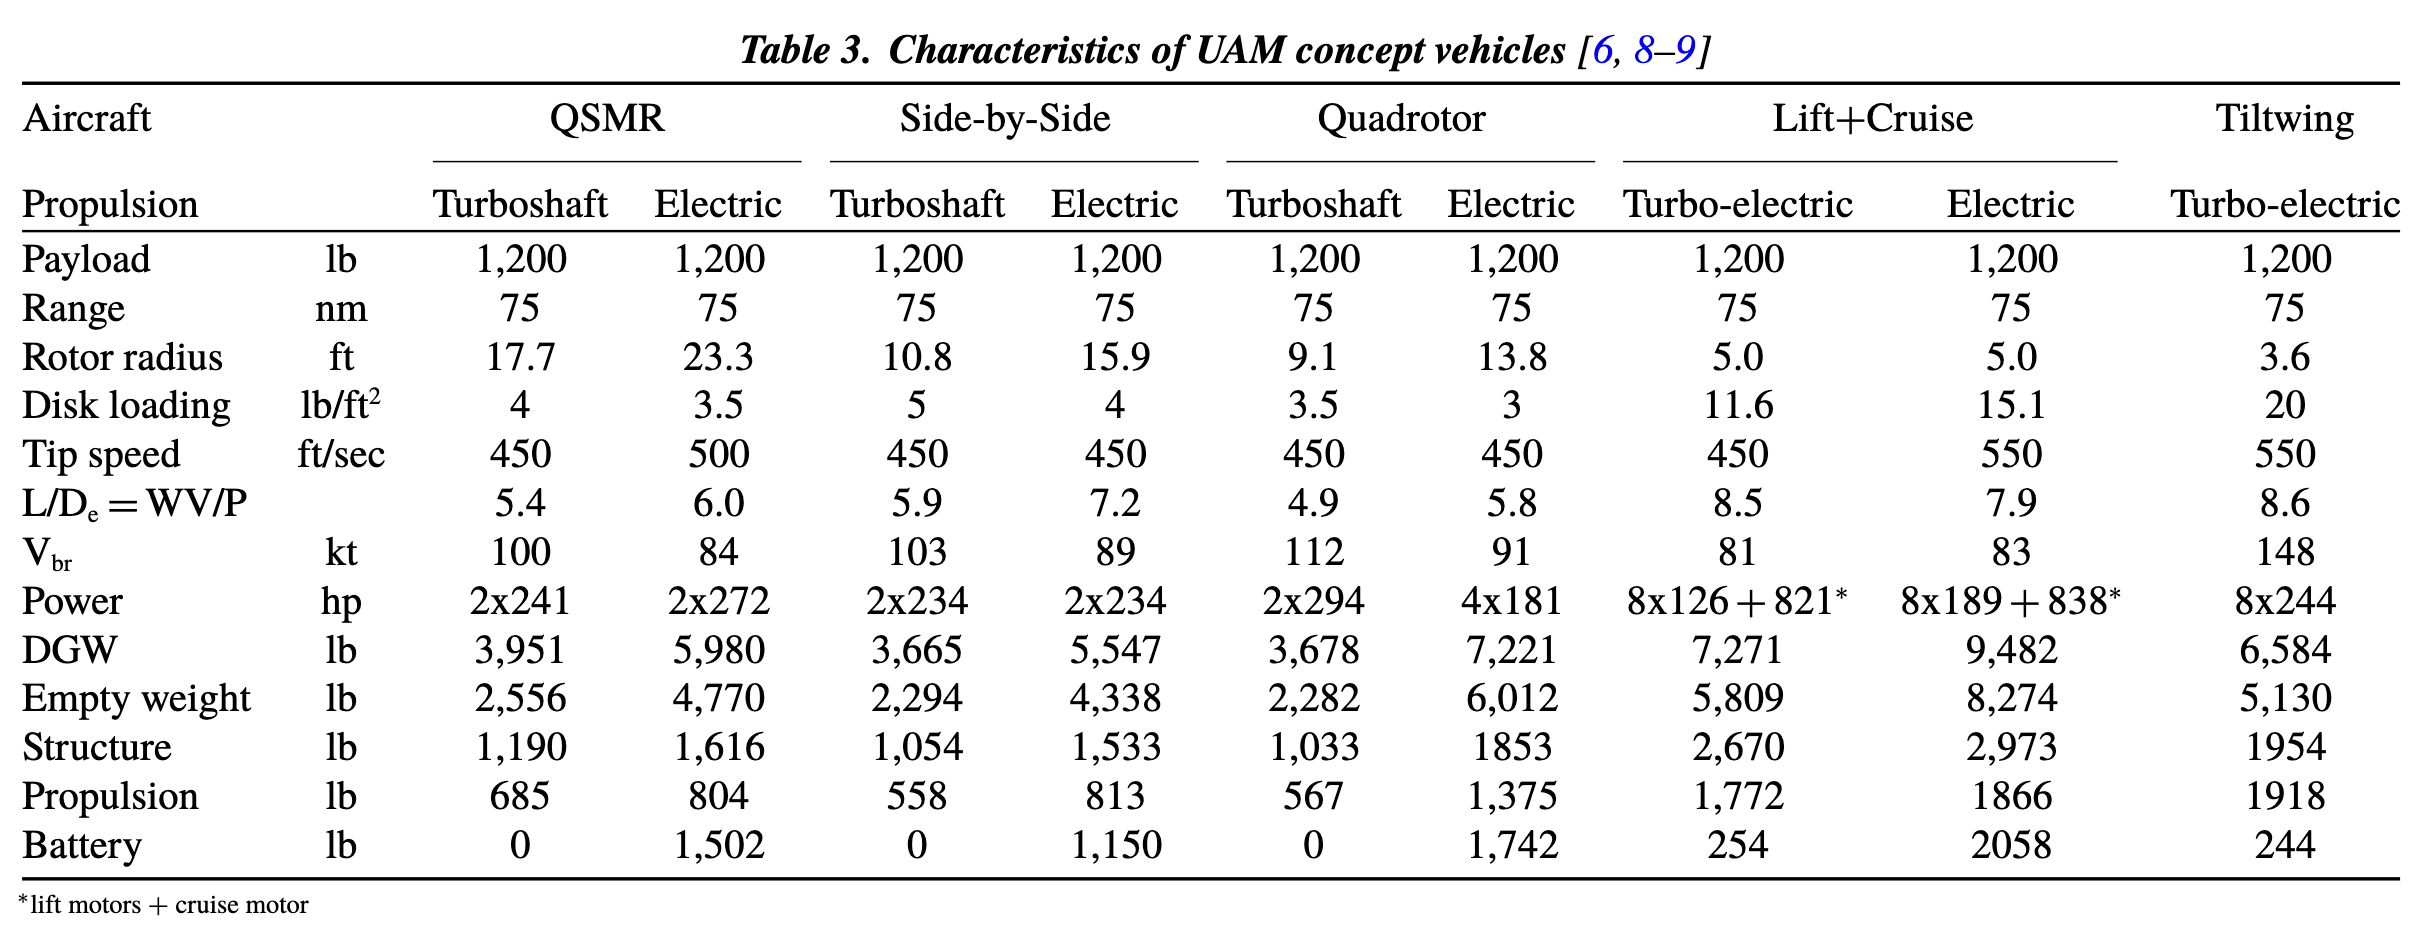 Table 3. Characteristics of UAM concept vehicles [6, 8–9]
Aircraft QSMR Side-by-Side Quadrotor Lift+Cruise Tiltwing
Propulsion Turboshaft Electric Turboshaft Electric Turboshaft Electric Turbo-electric Electric Turbo-electric
Payload lb 1,200 1,200 1,200 1,200 1,200 1,200 1,200 1,200 1,200
Range nm 75 75 75 75 75 75 75 75 75
Rotor radius ft 17.7 23.3 10.8 15.9 9.1 13.8 5.0 5.0 3.6
Disk loading lb/ft² 4 3.5 5 4 3.5 3 11.6 15.1 20
Tip speed ft/sec 450 500 450 450 450 450 450 550 550
L/De = WV/P 5.4 6.0 5.9 7.2 4.9 5.8 8.5 7.9 8.6
Vbr kt 100 84 103 89 112 91 81 83 148
Power hp 2x241 2x272 2x234 2x234 2x294 4x181 8x126 + 821* 8x189 + 838* 8x244
DGW lb 3,951 5,980 3,665 5,547 3,678 7,221 7,271 9,482 6,584
Empty weight lb 2,556 4,770 2,294 4,338 2,282 6,012 5,809 8,274 5,130
Structure lb 1,190 1,616 1,054 1,533 1,033 1853 2,670 2,973 1954
Propulsion lb 685 804 558 813 567 1,375 1,772 1866 1918
Battery lb 0 1,502 0 1,150 0 1,742 254 2058 244
*lift motors + cruise motor